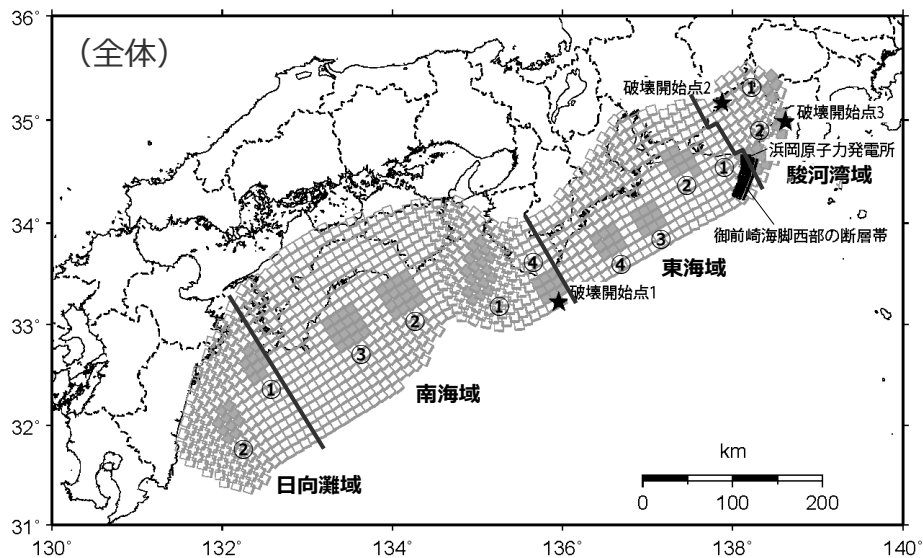 36°
(全体)
破壊開始点2
①
35°
破壊開始点3
②
浜岡原子力発電所
①
②
駿河湾域
34°
御前崎海脚西部の断層帯
③
④
④
東海域
破壊開始点1
①
②
33°
③
①
南海域
32°
②
日向灘域
km
0 100 200
31°
130 132 134 136 138 140